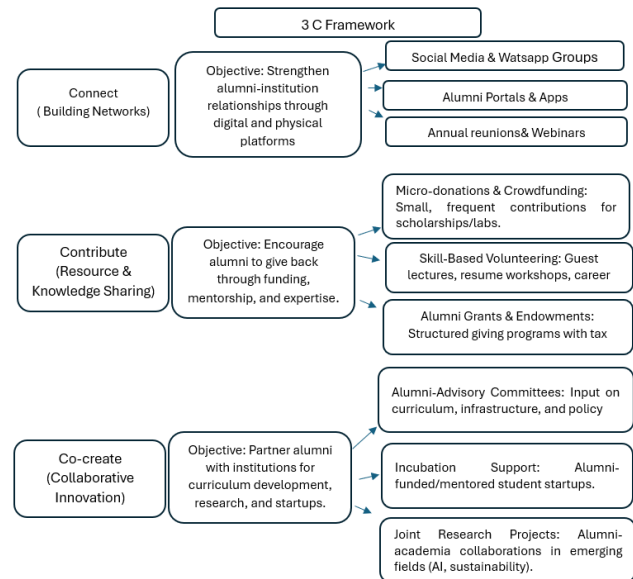 3 C Framework
Connect
( Building Networks)
Objective: Strengthen
alumni-institution
relationships through
digital and physical
platforms
Social Media & Watsapp Groups
Alumni Portals & Apps
Annual reunions& Webinars
Contribute
(Resource &
Knowledge Sharing)
Objective: Encourage
alumni to give back
through funding,
mentorship, and expertise.
Micro-donations & Crowdfunding:
Small, frequent contributions for
scholarships/labs.
Skill-Based Volunteering: Guest
lectures, resume workshops, career
Alumni Grants & Endowments:
Structured giving programs with tax
Co-create
(Collaborative
Innovation)
Objective: Partner alumni
with institutions for
curriculum development,
research, and startups.
Alumni-Advisory Committees: Input on
curriculum, infrastructure, and policy
Incubation Support: Alumni-
funded/mentored student startups.
Joint Research Projects: Alumni-
academia collaborations in emerging
fields (AI, sustainability).